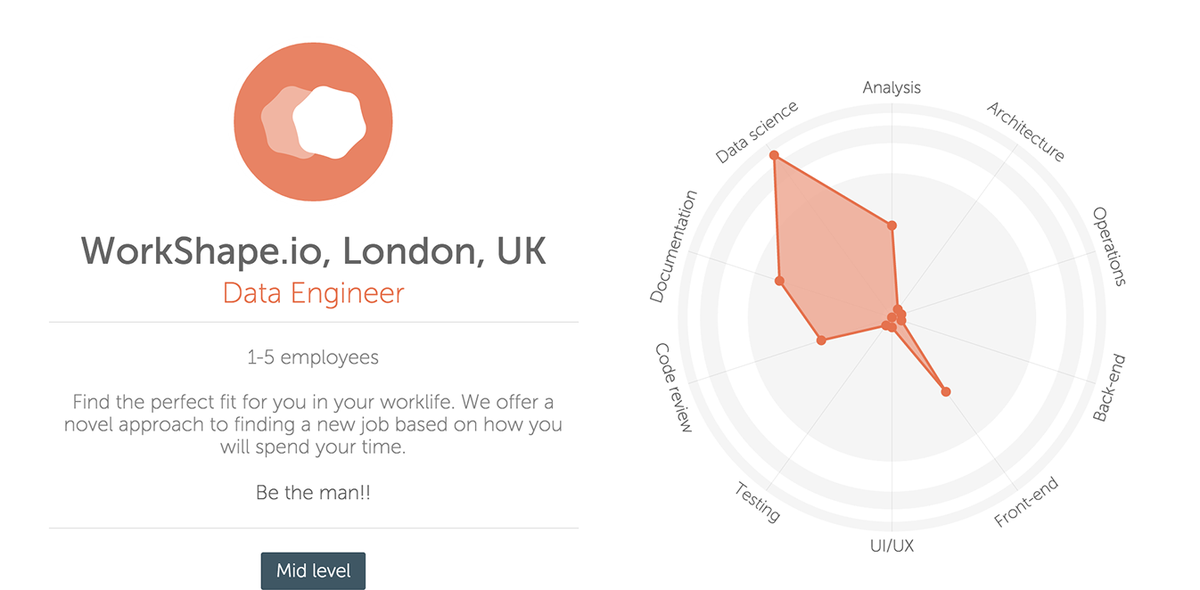 WorkShape.io, London, UK
Data Engineer
1-5 employees
Find the perfect fit for you in your worklife. We offer a
novel approach to finding a new job based on how you
will spend your time.
Be the man!!
Mid level
Analysis
Architecture
Operations
Back-end
Front-end
UI/UX
Testing
Code review
Documentation
Data science